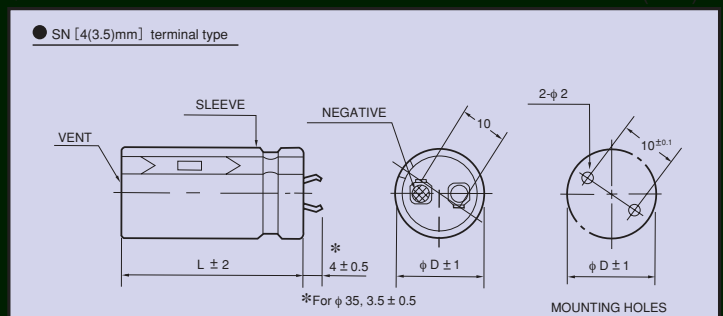 ● SN [4(3.5)mm] terminal type
2-φ 2
SLEEVE
NEGATIVE
10
VENT
10±0.1
*
L ± 2
4 ± 0.5
φ D ± 1
φ D ± 1
*For φ 35, 3.5 ± 0.5
MOUNTING HOLES